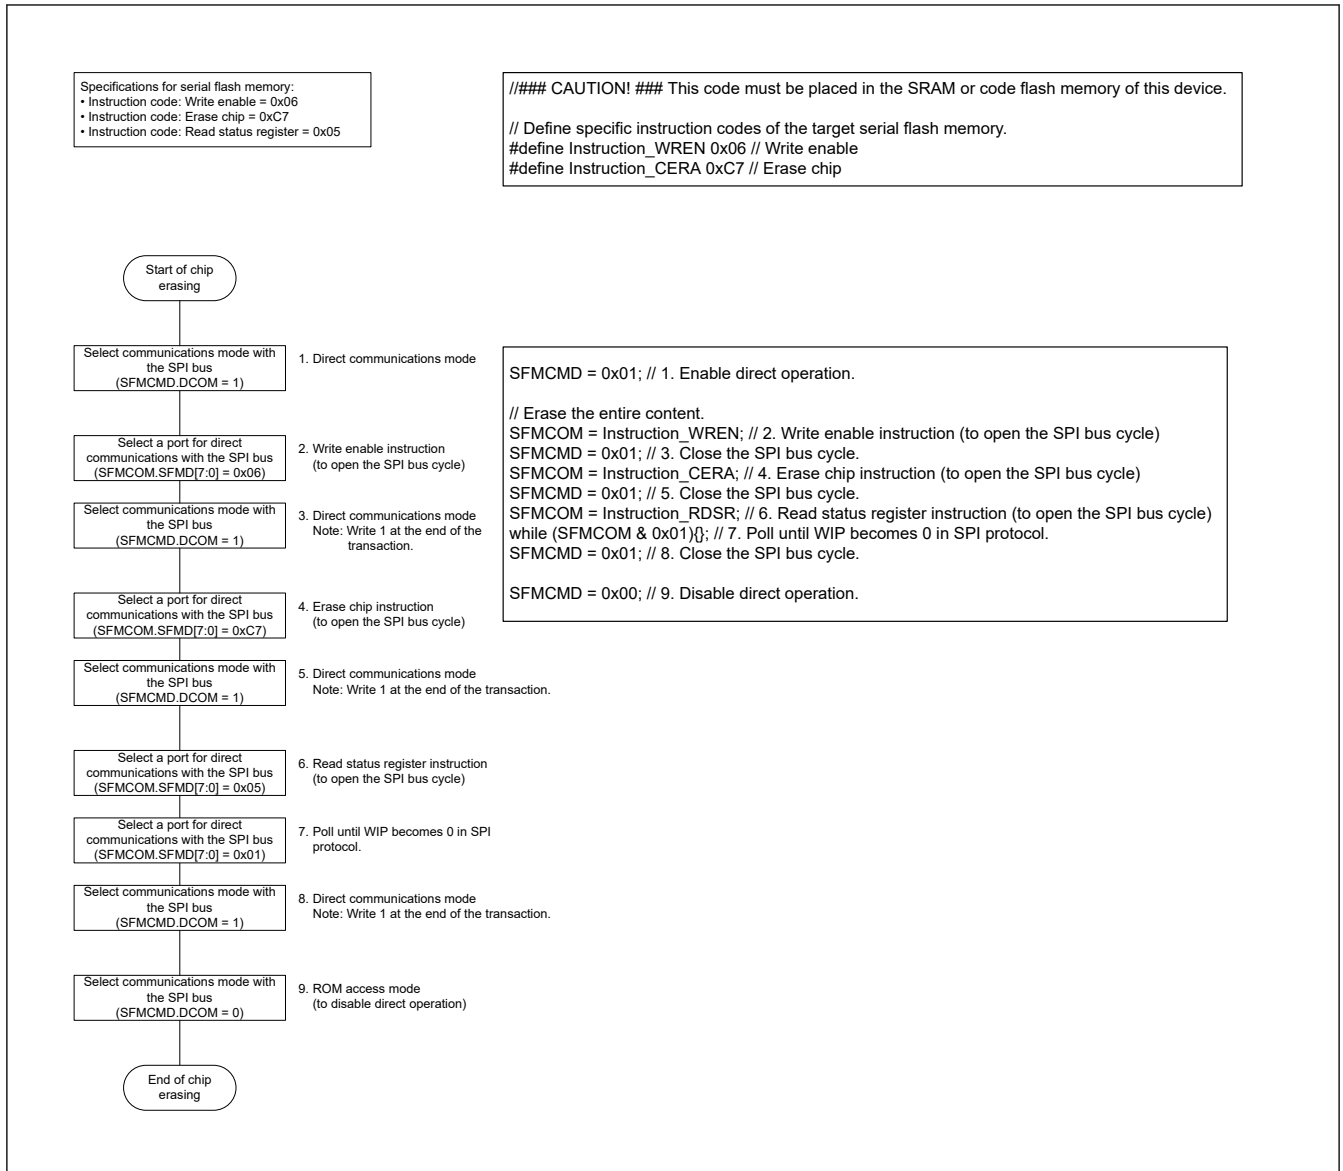 Specifications for serial flash memory:
• Instruction code: Write enable = 0x06
• Instruction code: Erase chip = 0xC7
• Instruction code: Read status register = 0x05
//### CAUTION! ### This code must be placed in the SRAM or code flash memory of this device.
// Define specific instruction codes of the target serial flash memory.
#define Instruction_WREN 0x06 // Write enable
#define Instruction_CERA 0xC7 // Erase chip
Start of chip
erasing
Select communications mode with
the SPI bus
(SFMCMD.DCOM = 1)
1. Direct communications mode
Select a port for direct
communications with the SPI bus
(SFMCOM.SFMD[7:0] = 0x06)
2. Write enable instruction
(to open the SPI bus cycle)
Select communications mode with
the SPI bus
(SFMCMD.DCOM = 1)
3. Direct communications mode
Note: Write 1 at the end of the
transaction.
Select a port for direct
communications with the SPI bus
(SFMCOM.SFMD[7:0] = 0xC7)
4. Erase chip instruction
(to open the SPI bus cycle)
Select communications mode with
the SPI bus
(SFMCMD.DCOM = 1)
5. Direct communications mode
Note: Write 1 at the end of the transaction.
Select a port for direct
communications with the SPI bus
(SFMCOM.SFMD[7:0] = 0x05)
6. Read status register instruction
(to open the SPI bus cycle)
Select a port for direct
communications with the SPI bus
(SFMCOM.SFMD[7:0] = 0x01)
7. Poll until WIP becomes 0 in SPI
protocol.
Select communications mode with
the SPI bus
(SFMCMD.DCOM = 1)
8. Direct communications mode
Note: Write 1 at the end of the transaction.
Select communications mode with
the SPI bus
(SFMCMD.DCOM = 0)
9. ROM access mode
(to disable direct operation)
End of chip
erasing
SFMCMD = 0x01; // 1. Enable direct operation.
// Erase the entire content.
SFMCOM = Instruction_WREN; // 2. Write enable instruction (to open the SPI bus cycle)
SFMCMD = 0x01; // 3. Close the SPI bus cycle.
SFMCOM = Instruction_CERA; // 4. Erase chip instruction (to open the SPI bus cycle)
SFMCMD = 0x01; // 5. Close the SPI bus cycle.
SFMCOM = Instruction_RDSR; // 6. Read status register instruction (to open the SPI bus cycle)
while (SFMCOM & 0x01){}; // 7. Poll until WIP becomes 0 in SPI protocol.
SFMCMD = 0x01; // 8. Close the SPI bus cycle.
SFMCMD = 0x00; // 9. Disable direct operation.